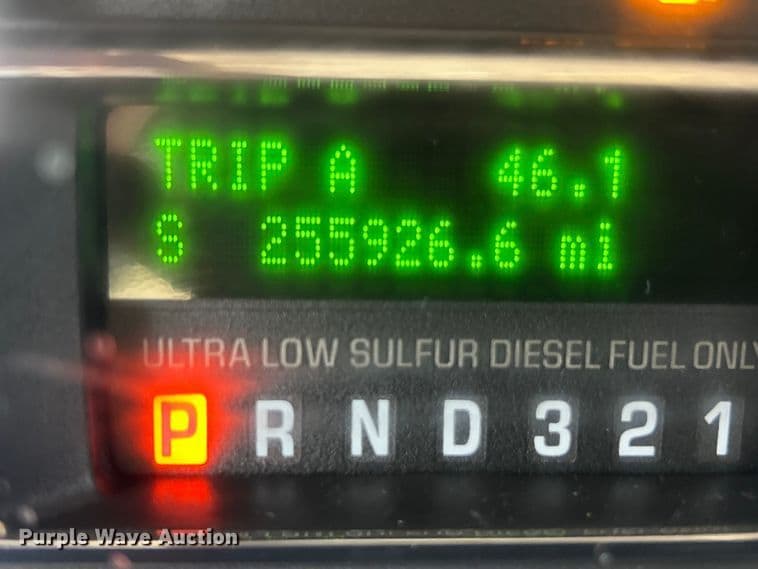 TRIP A 46.1
S 255926.6 mi
ULTRA LOW SULFUR DIESEL FUEL ONLY
P R N D 3 2 1
Purple Wave Auction